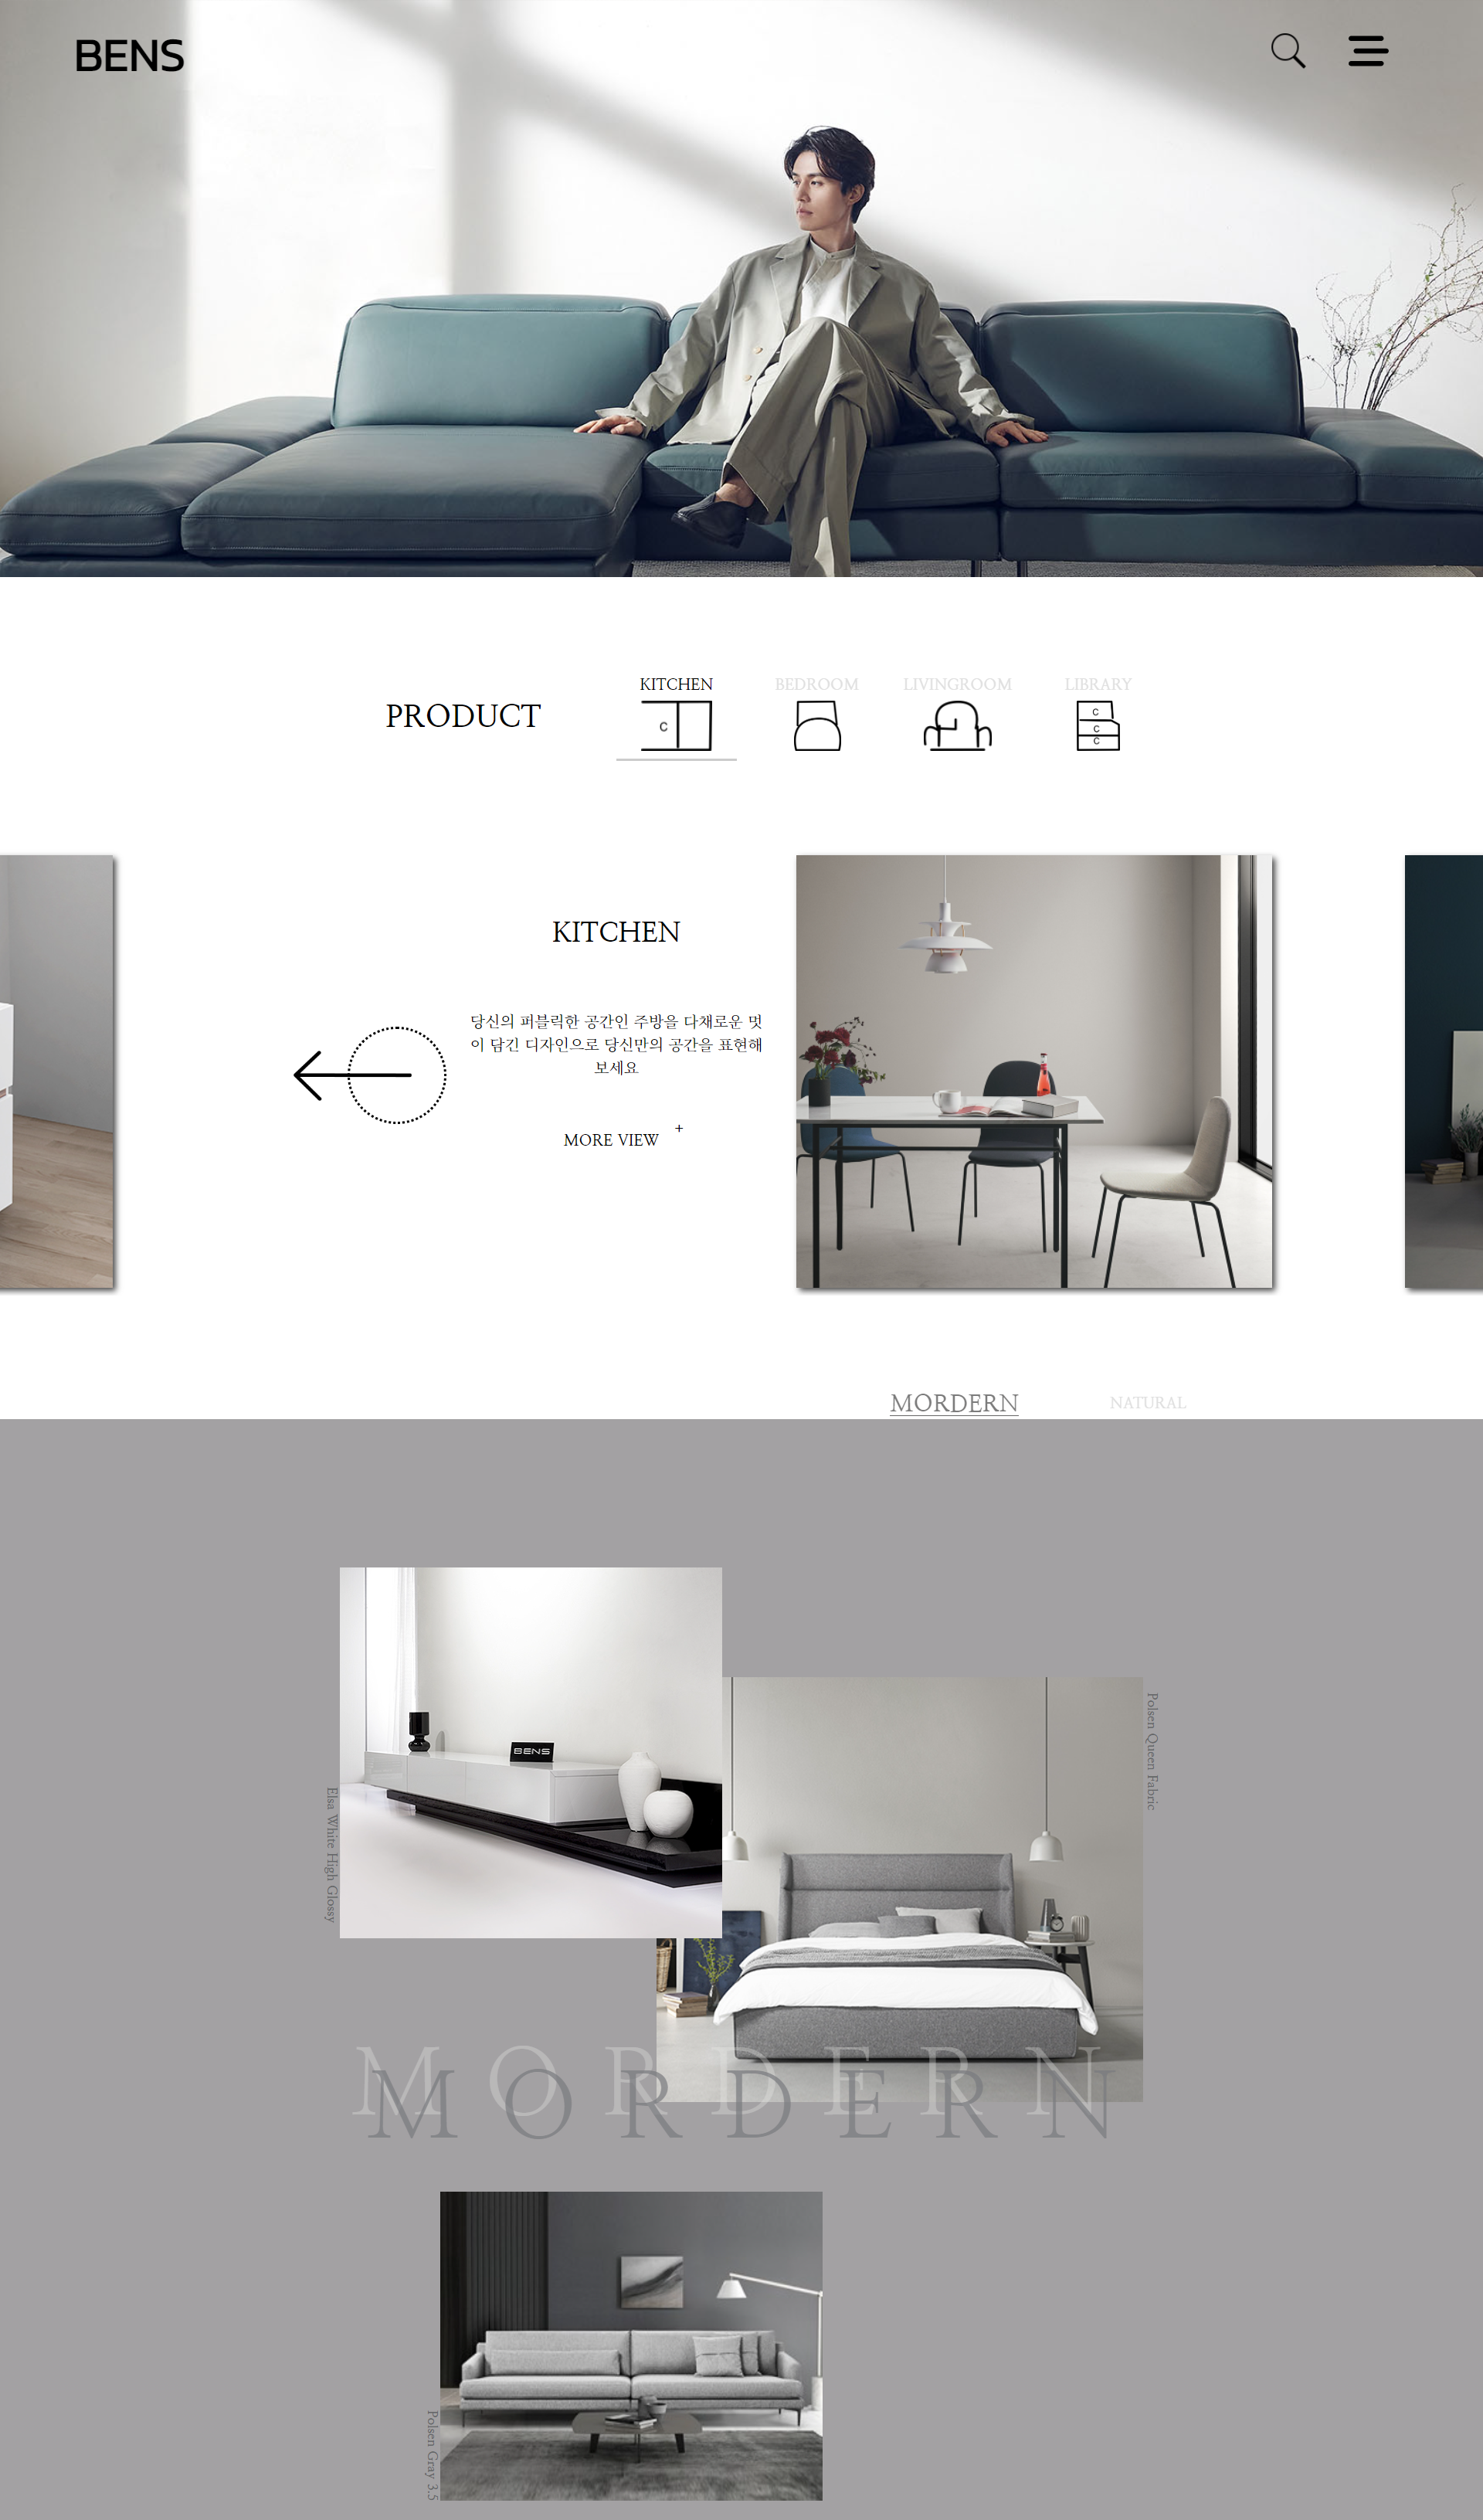 BENS
PRODUCT
KITCHEN
BEDROOM
LIVINGROOM
LIBRARY
C
C
C
C
KITCHEN
당신의 퍼블릭한 공간인 주방을 다채로운 멋
이 담긴 디자인으로 당신만의 공간을 표현해
보세요
MORE VIEW +
MORDERN
NATURAL
BENS
Polsen Queen Fabric
Elsa White High Glossy
MORDERN
MORDERN
Polsen Gray 3.5